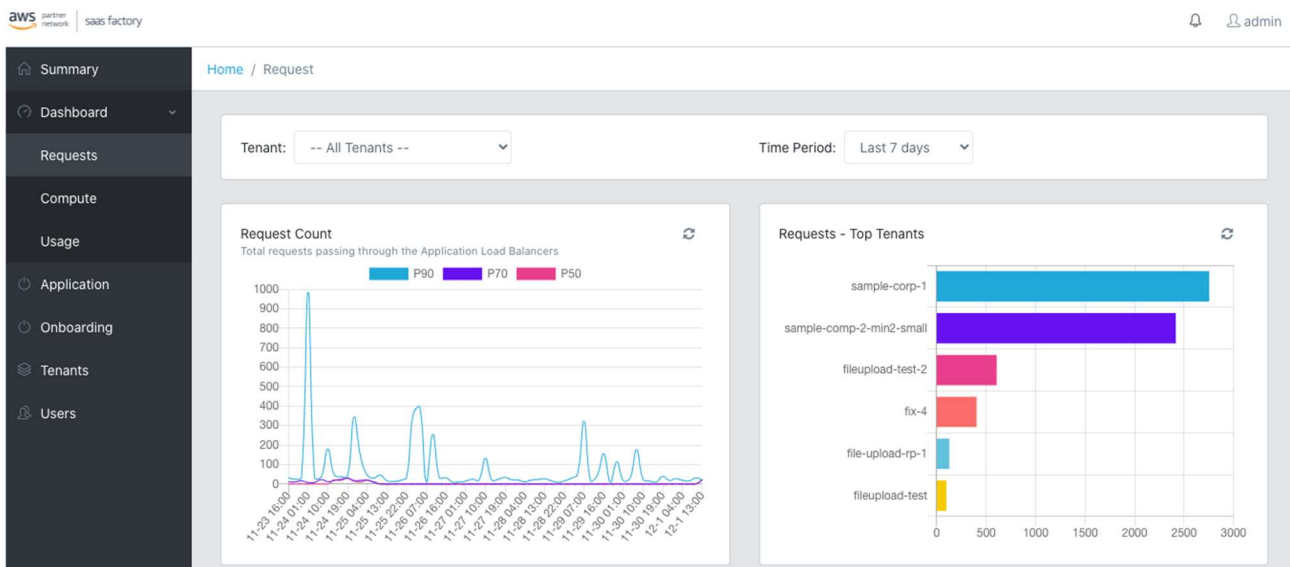 aws partner network saas factory
admin
Summary
Home / Request
Dashboard
Requests
Compute
Usage
Application
Onboarding
Tenants
Users
Tenant: -- All Tenants --
Time Period: Last 7 days
Request Count
Total requests passing through the Application Load Balancers
P90 P70 P50
1000
900
800
700
600
500
400
300
200
100
0
11-23 16:00
11-24 01:00
11-24 10:00
11-24 19:00
11-25 04:00
11-25 13:00
11-25 22:00
11-26 07:00
11-26 16:00
11-27 01:00
11-27 10:00
11-27 19:00
11-28 04:00
11-28 13:00
11-28 22:00
11-29 07:00
11-29 16:00
11-30 01:00
11-30 10:00
11-30 19:00
12-1 04:00
12-1 13:00
Requests - Top Tenants
sample-corp-1
sample-comp-2-min2-small
fileupload-test-2
fix-4
file-upload-rp-1
fileupload-test
0 500 1000 1500 2000 2500 3000